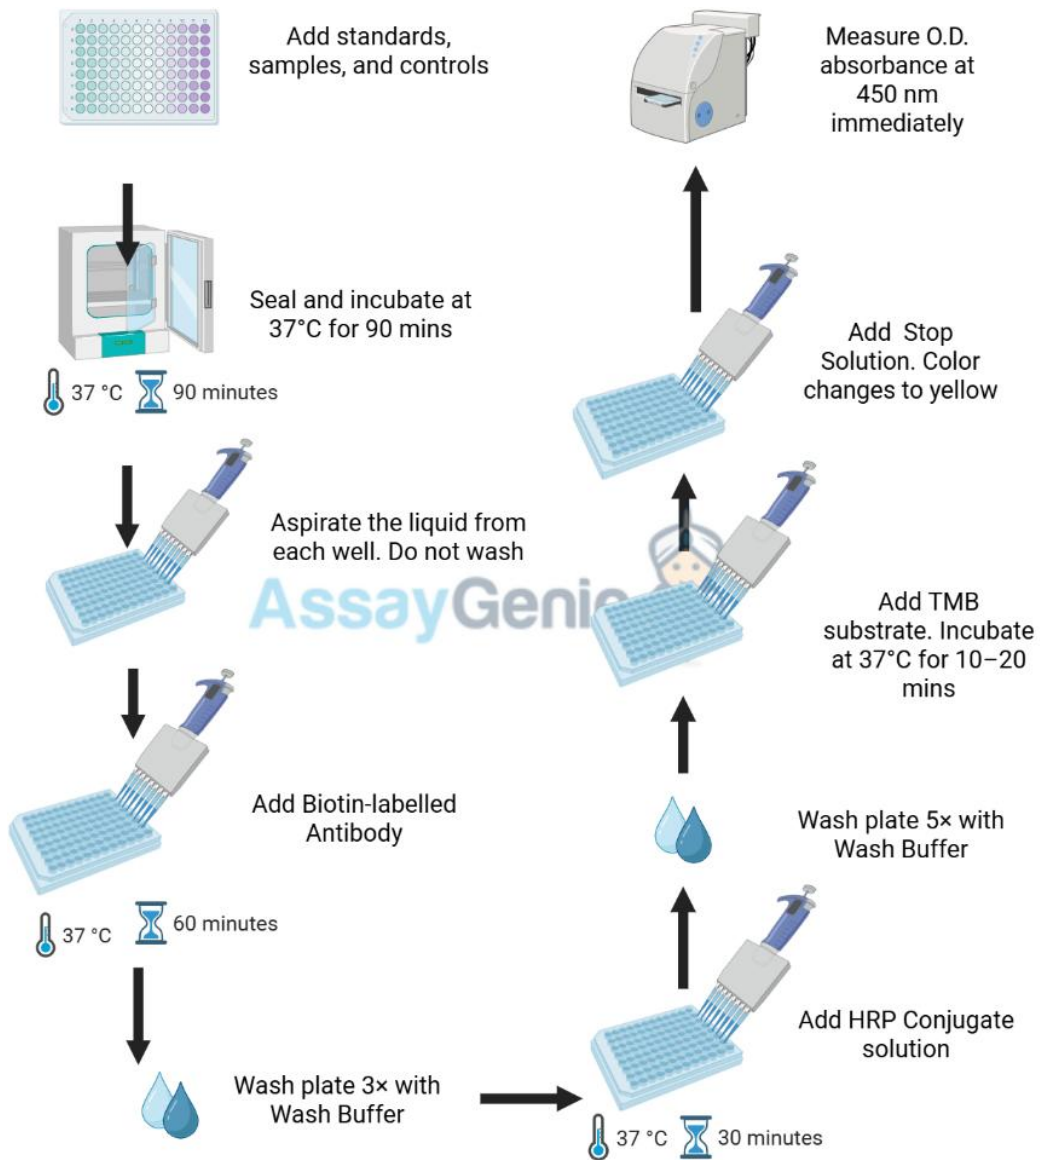 Add standards,
samples, and controls
Seal and incubate at
37°C for 90 mins
37 °C
90 minutes
Aspirate the liquid from
each well. Do not wash
AssayGenie
Add Biotin-labelled
Antibody
37 °C
60 minutes
Wash plate 3× with
Wash Buffer
Add HRP Conjugate
solution
37 °C
30 minutes
Wash plate 5× with
Wash Buffer
Add TMB
substrate. Incubate
at 37°C for 10–20
mins
Add Stop
Solution. Color
changes to yellow
Measure O.D.
absorbance at
450 nm
immediately